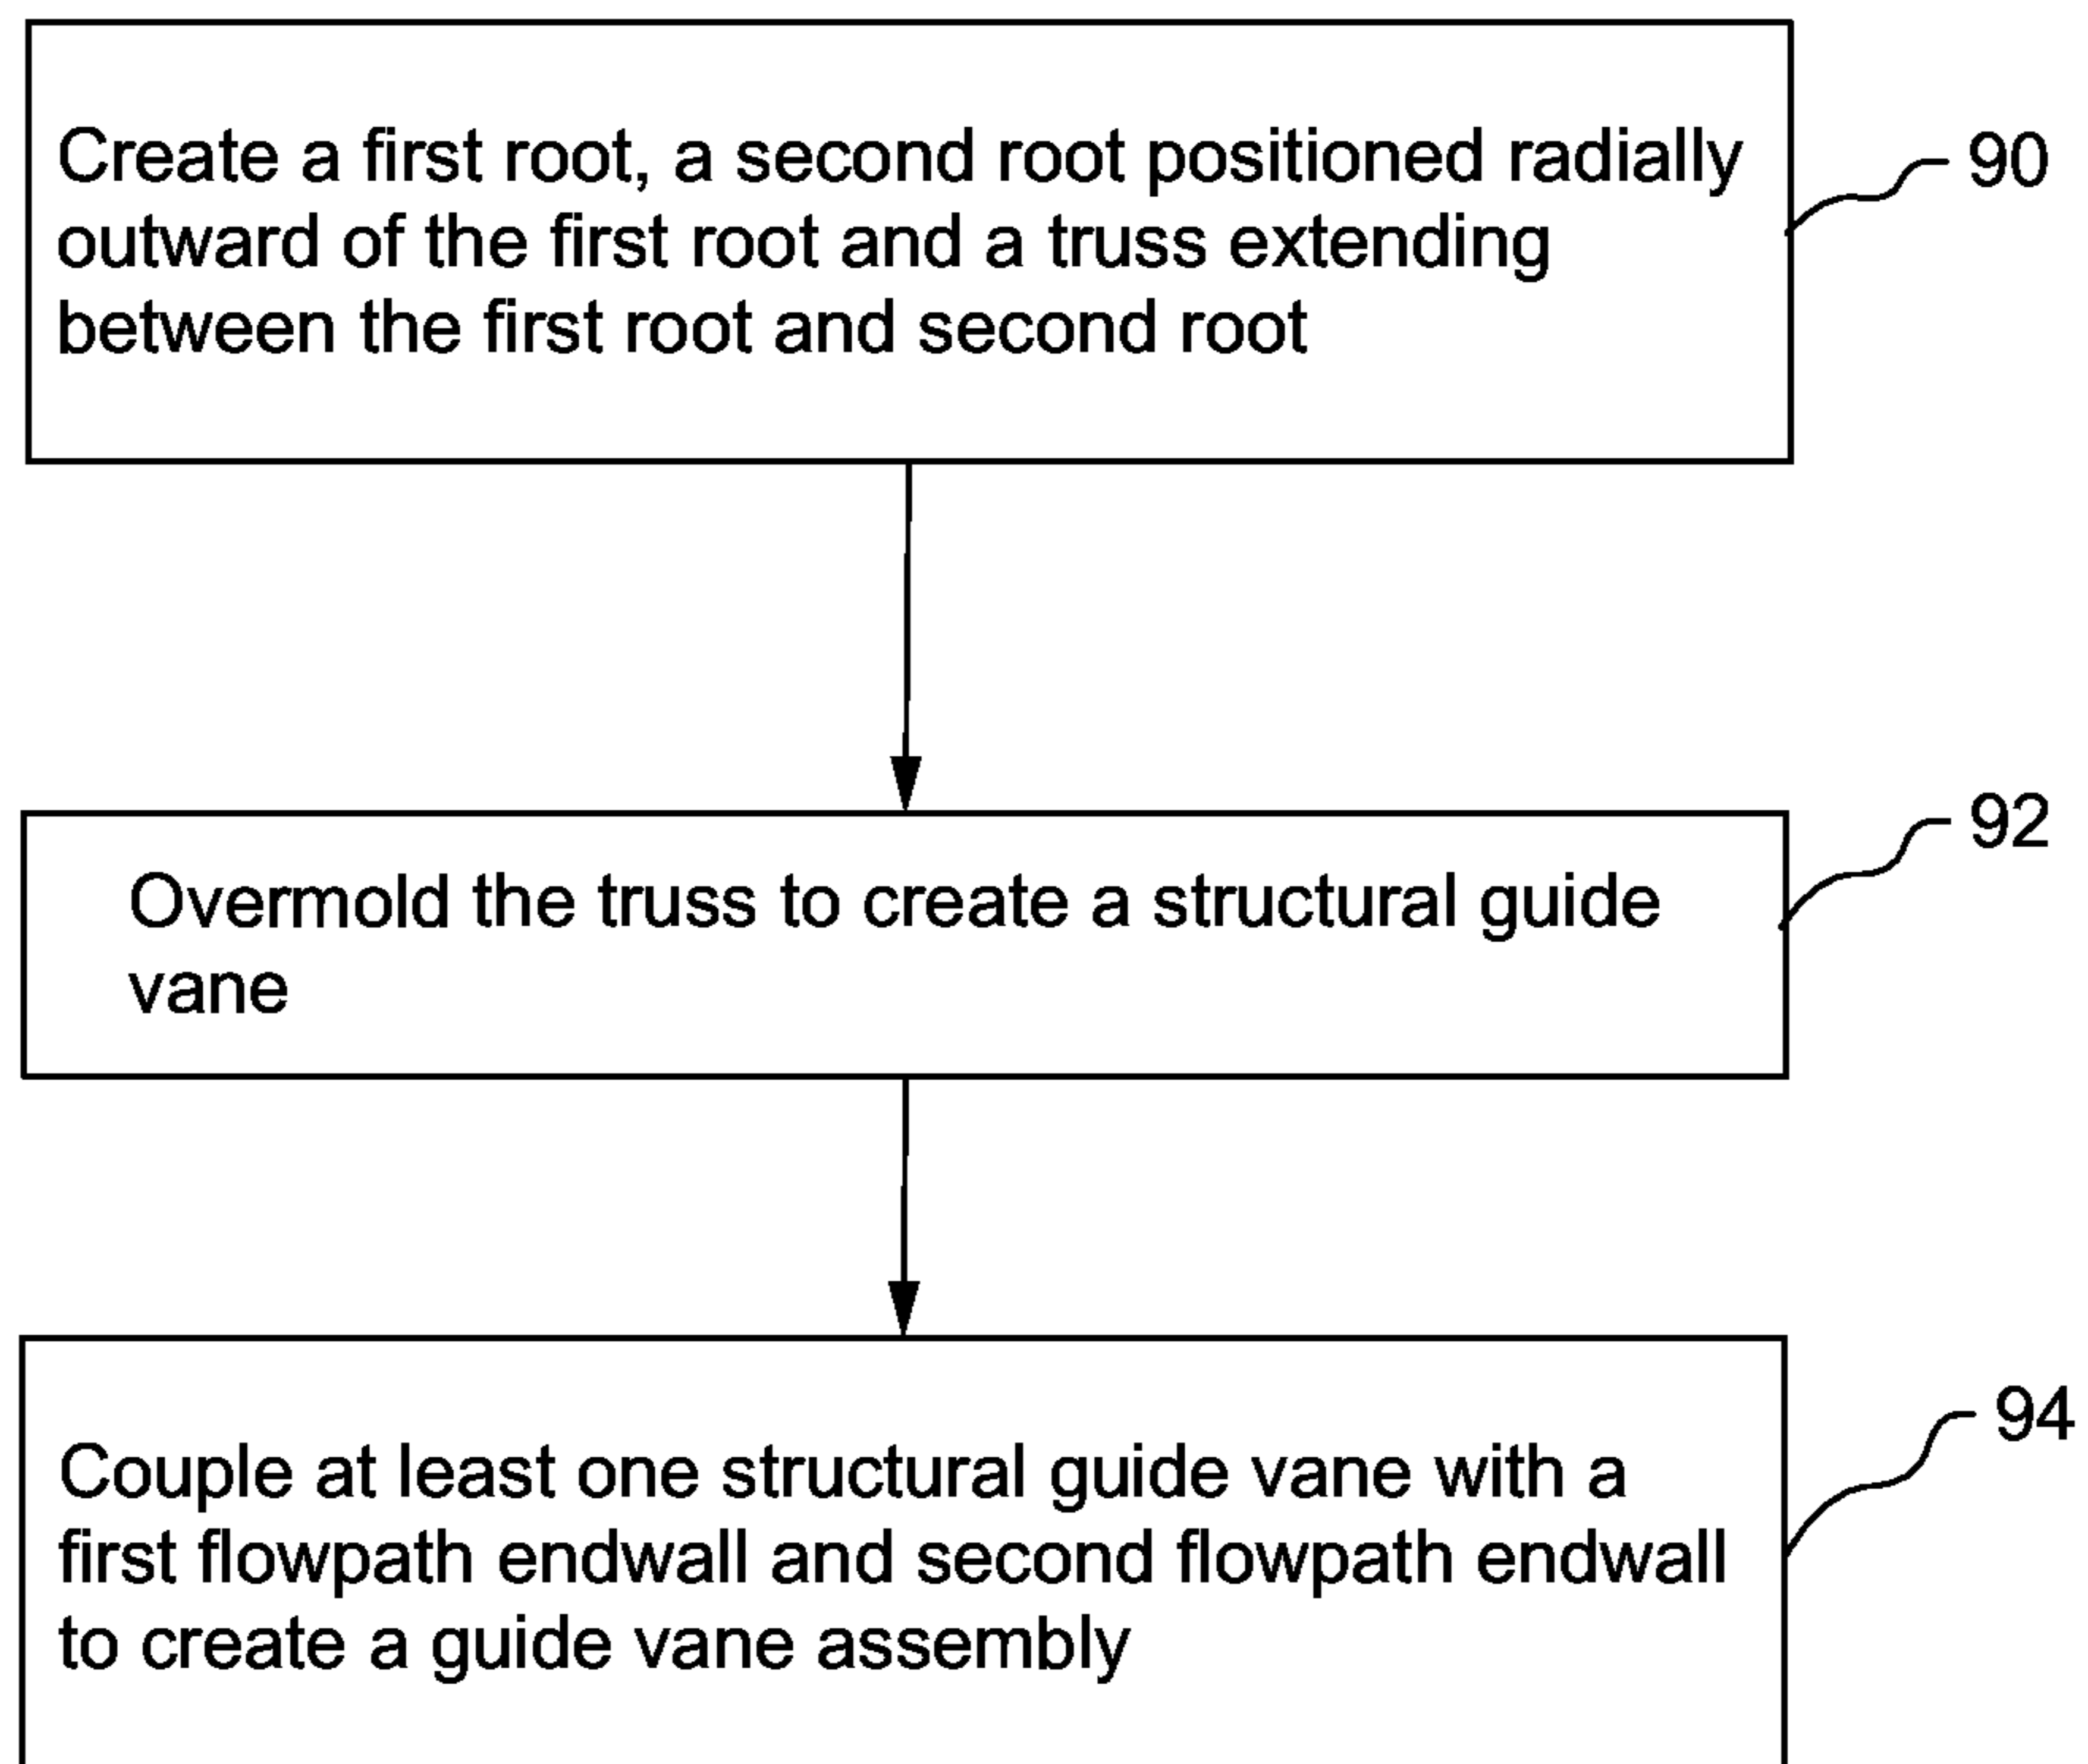 Create a first root, a second root positioned radially
outward of the first root and a truss extending
between the first root and second root
90
Overmold the truss to create a structural guide
vane
92
Couple at least one structural guide vane with a
first flowpath endwall and second flowpath endwall
to create a guide vane assembly
94